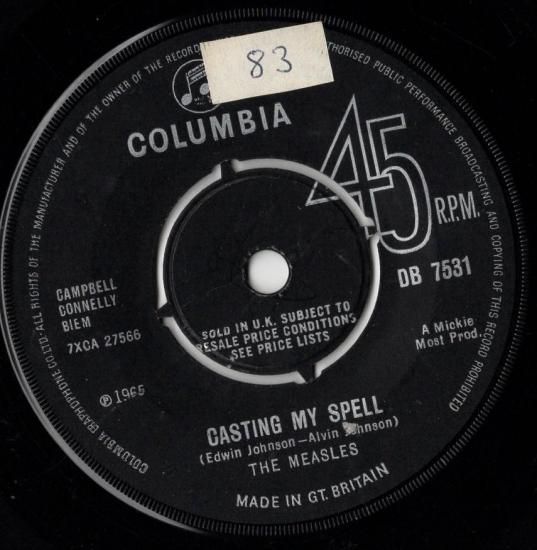 83
COLUMBIA GRAPHOPHONE CO.LTD.·ALL RIGHTS OF THE MANUFACTURER AND OF THE OWNER OF THE RECORD
THORISED PUBLIC PERFORMANCE BROADCASTING AND COPYING OF THIS RECORD PROHIBITED
COLUMBIA
45
R.P.M.
DB 7531
CAMPBELL
CONNELLY
BIEM
7XCA 27566
SOLD IN U.K. SUBJECT TO
RESALE PRICE CONDITIONS
SEE PRICE LISTS
A Mickie
Most Prod.
℗1965
CASTING MY SPELL
(Edwin Johnson—Alvin Johnson)
THE MEASLES
MADE IN GT. BRITAIN